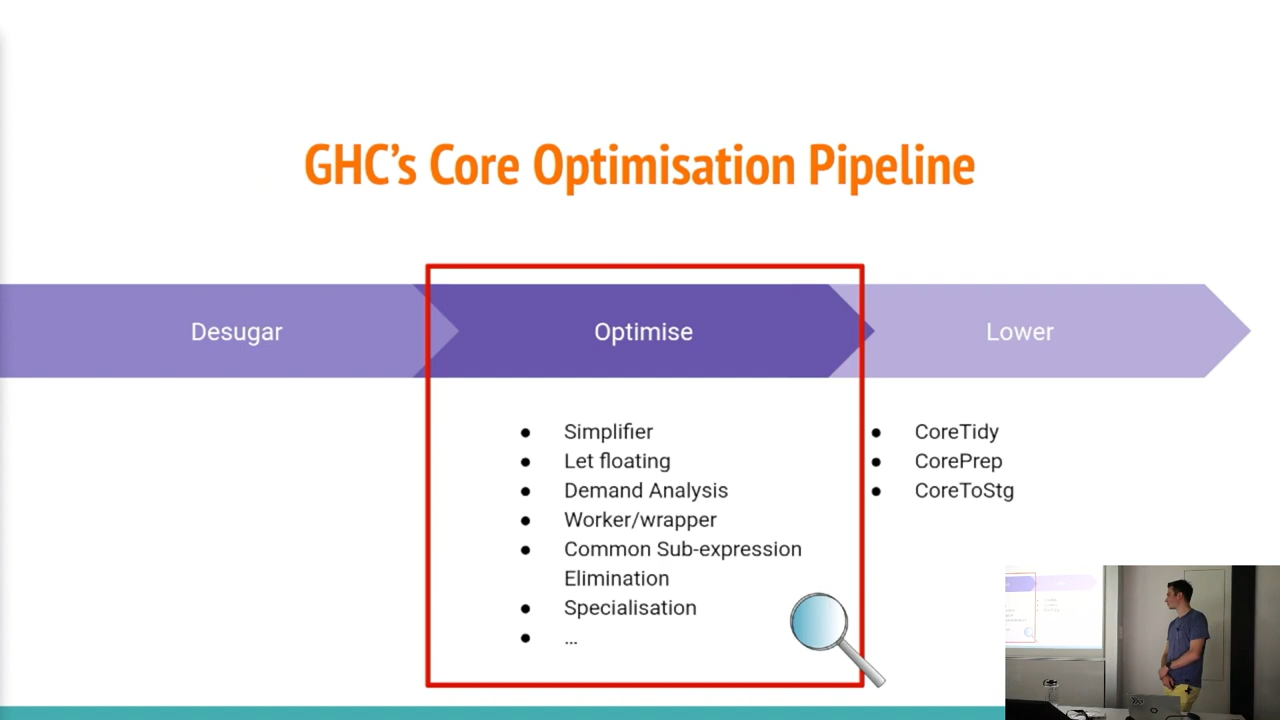 GHC’s Core Optimisation Pipeline
Desugar
Optimise
Lower
● Simplifier
● Let floating
● Demand Analysis
● Worker/wrapper
● Common Sub-expression
Elimination
● Specialisation
● ...
● CoreTidy
● CorePrep
● CoreToStg